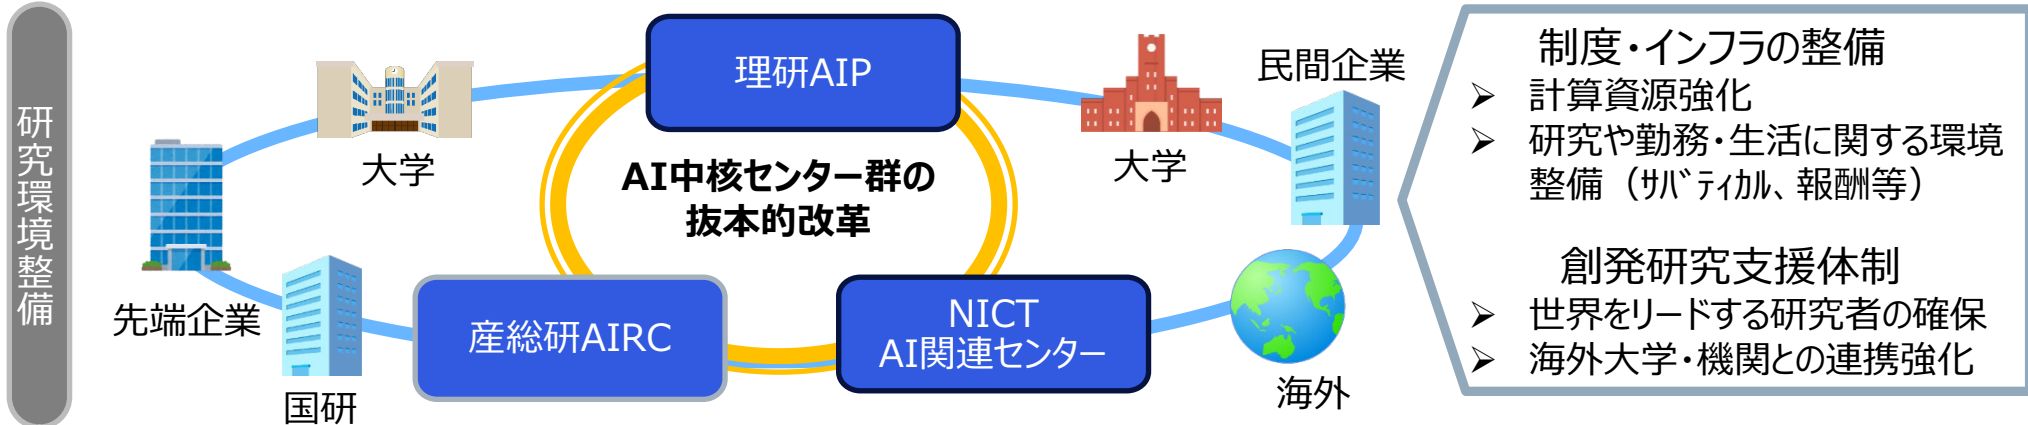 研究環境整備
理研AIP
大学
大学
民間企業
AI中核センター群の
抜本的改革
先端企業
国研
産総研AIRC
NICT
AI関連センター
海外
制度・インフラの整備
➢ 計算資源強化
➢ 研究や勤務・生活に関する環境
整備（ｻﾊﾞﾃｨｶﾙ、報酬等）
創発研究支援体制
➢ 世界をリードする研究者の確保
➢ 海外大学・機関との連携強化